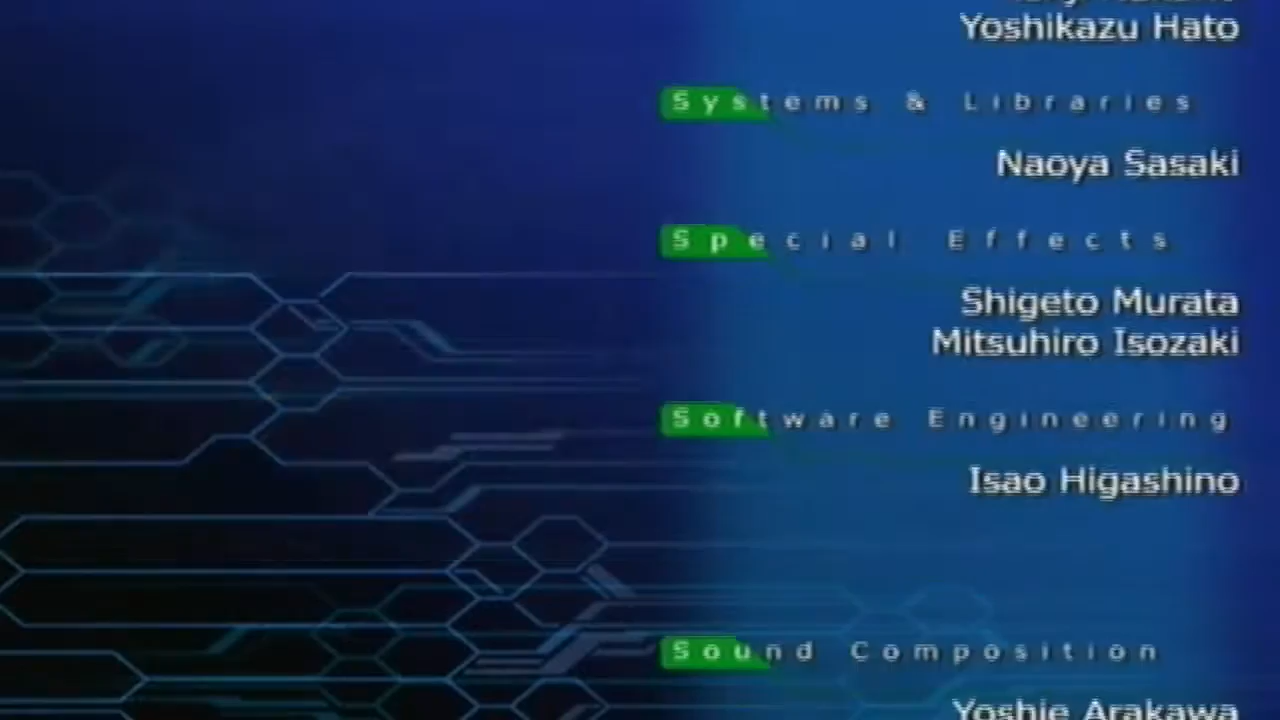 Yoshikazu Hato
Systems & Libraries
Naoya Sasaki
Special Effects
Shigeto Murata
Mitsuhiro Isozaki
Software Engineering
Isao Higashino
Sound Composition
Yoshie Arakawa